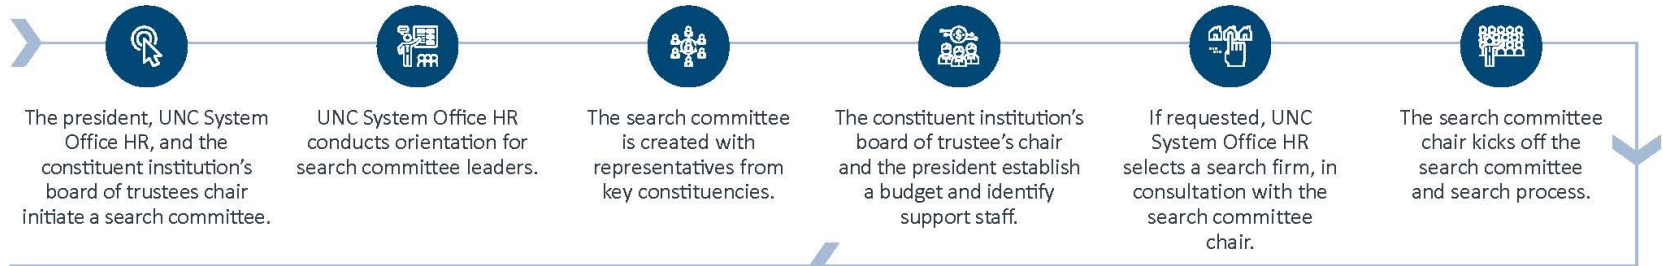 The president, UNC System
Office HR, and the
constituent institution's
board of trustees chair
initiate a search committee.
UNC System Office HR
conducts orientation for
search committee leaders.
The search committee
is created with
representatives from
key constituencies.
The constituent institution's
board of trustee's chair
and the president establish
a budget and identify
support staff.
If requested, UNC
System Office HR
selects a search firm, in
consultation with the
search committee
chair.
The search committee
chair kicks off the
search committee
and search process.